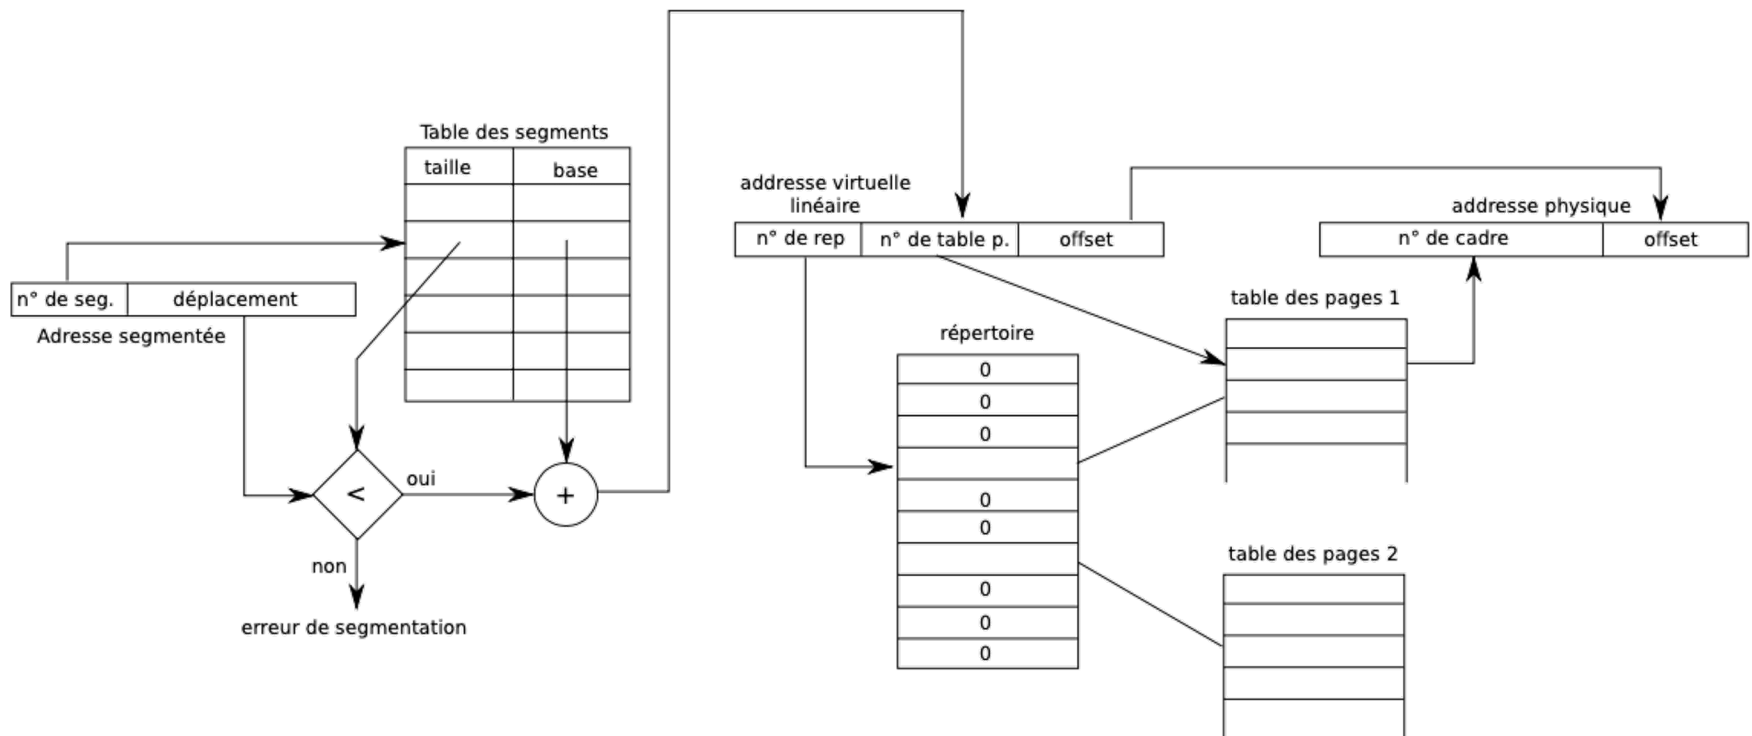 Table des segments
taille
base
n° de seg.
déplacement
Adresse segmentée
<
oui
+
non
erreur de segmentation
addresse virtuelle
linéaire
n° de rep
n° de table p.
offset
addresse physique
n° de cadre
offset
répertoire
0
0
0
0
0
0
0
0
table des pages 1
table des pages 2